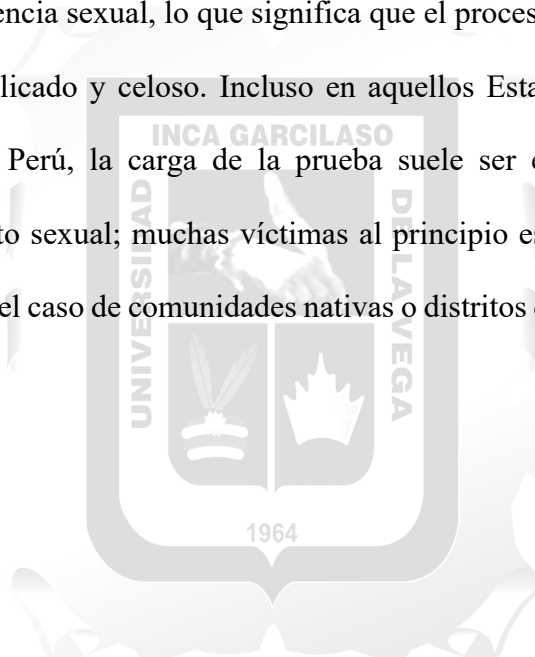 encia sexual, lo que significa que el proces
licado y celoso. Incluso en aquellos Esta
INCA GARCILASO
Perú, la carga de la prueba suele ser e
to sexual; muchas víctimas al principio es
el caso de comunidades nativas o distritos
UNIVERSIDAD
DE LA VEGA
1964